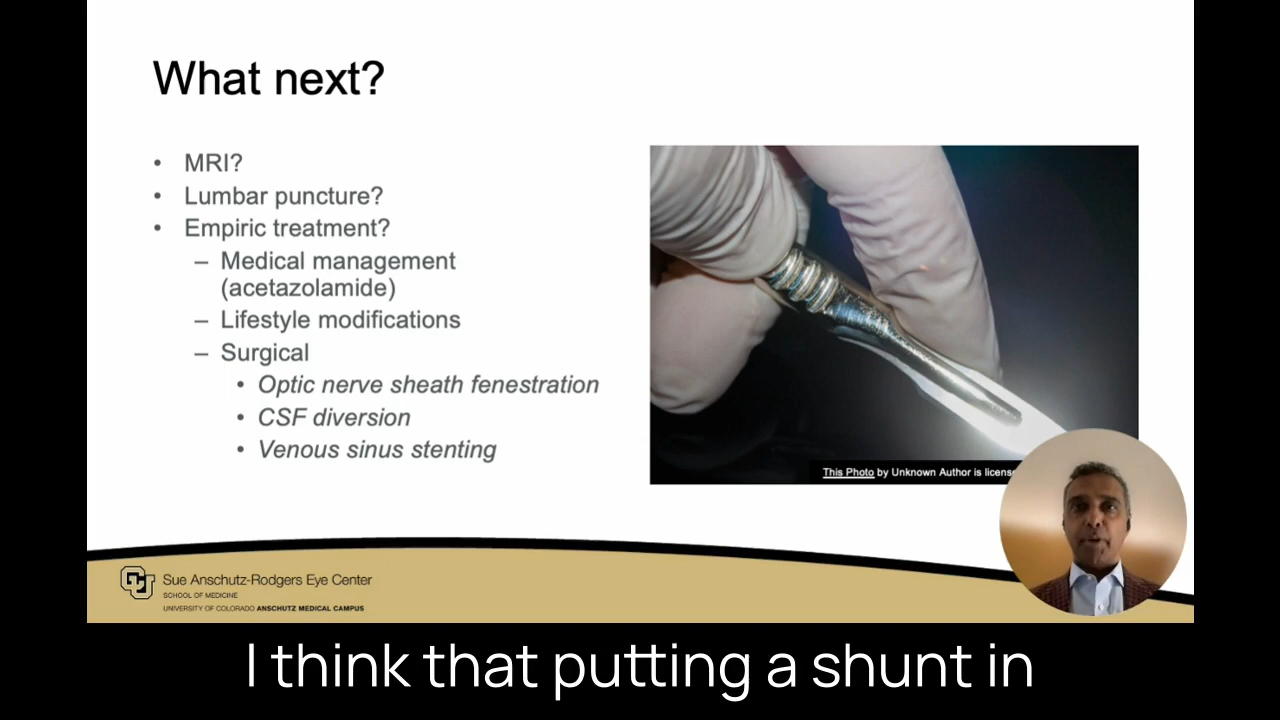 What next?
• MRI?
• Lumbar puncture?
• Empiric treatment?
– Medical management
(acetazolamide)
– Lifestyle modifications
– Surgical
• Optic nerve sheath fenestration
• CSF diversion
• Venous sinus stenting
This Photo by Unknown Author is license
CU
Sue Anschutz-Rodgers Eye Center
SCHOOL OF MEDICINE
UNIVERSITY OF COLORADO ANSCHUTZ MEDICAL CAMPUS
I think that putting a shunt in